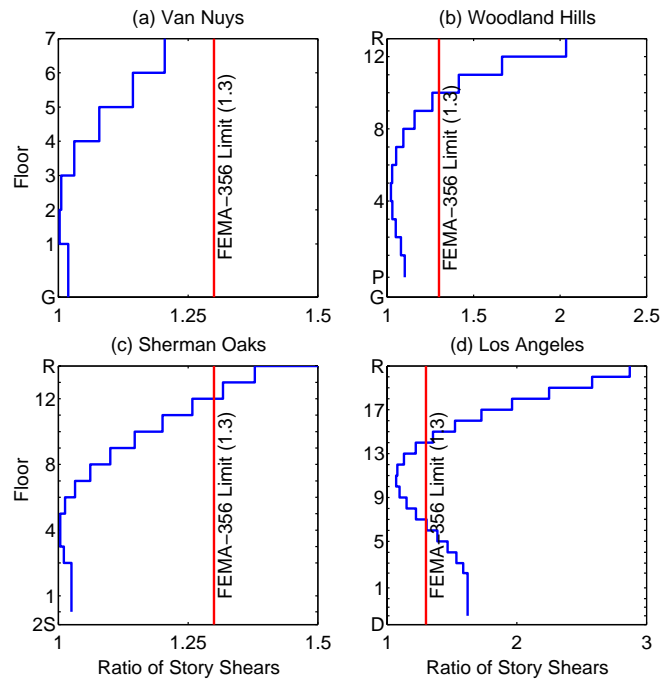 (a) Van Nuys
7
6
5
4
3
2
1
G
Floor
FEMA−356 Limit (1.3)
1
1.25
1.5
(b) Woodland Hills
R
12
8
4
P
G
FEMA−356 Limit (1.3)
1
1.5
2
2.5
(c) Sherman Oaks
R
12
8
4
1
2S
Floor
FEMA−356 Limit (1.3)
1
1.25
1.5
Ratio of Story Shears
(d) Los Angeles
R
17
13
9
5
1
D
FEMA−356 Limit (1.3)
1
2
3
Ratio of Story Shears